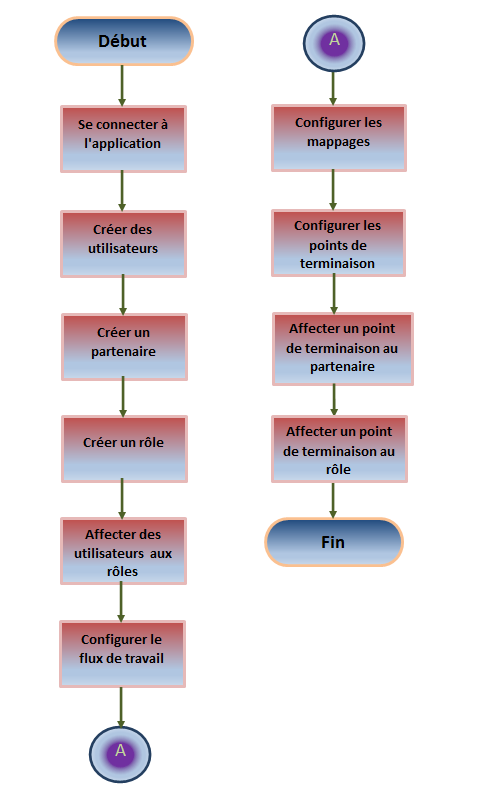 Début
Se connecter à
l'application
Créer des
utilisateurs
Créer un
partenaire
Créer un rôle
Affecter des
utilisateurs aux
rôles
Configurer le
flux de travail
A
A
Configurer les
mappages
Configurer les
points de
terminaison
Affecter un point
de terminaison au
partenaire
Affecter un point
de terminaison au
rôle
Fin